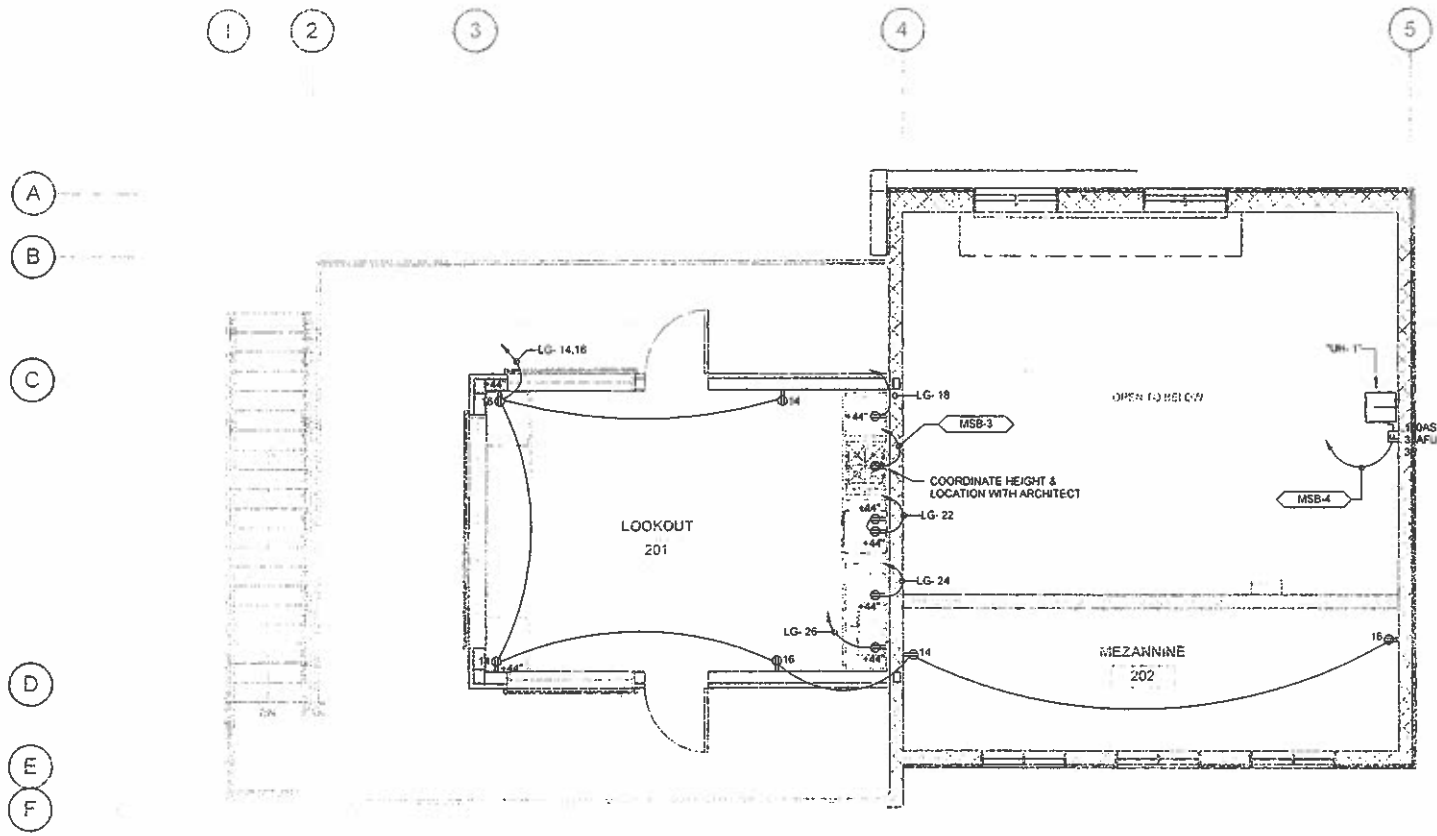 1 2 3 4 5
A
B
C
D
E
F
LG- 14,16
+44"
16
14
+44"
LG- 18
MSB-3
COORDINATE HEIGHT &
LOCATION WITH ARCHITECT
+44"
LG- 22
+44"
LG- 24
+44"
LG- 26
+44"
LOOKOUT
201
14
+44"
16
14
OPEN TO BELOW
"UH- 1"
MSB-4
MEZANNINE
202
16